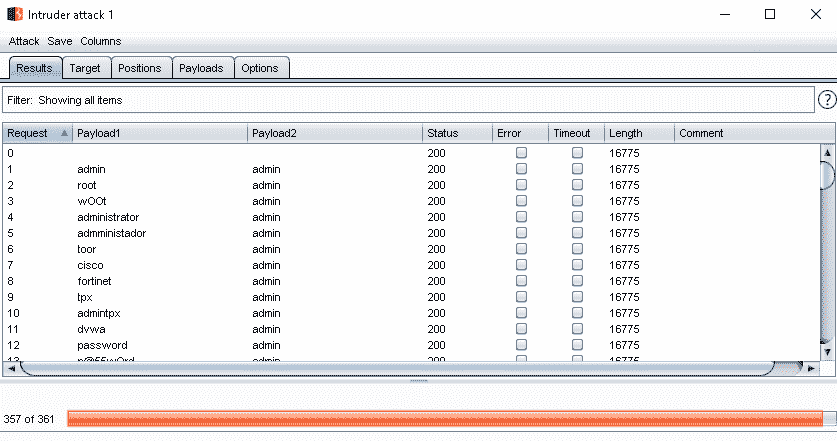 Intruder attack 1
Attack Save Columns
Results Target Positions Payloads Options
Filter: Showing all items ?
Request Payload1 Payload2 Status Error Timeout Length Comment
0 200 16775
1 admin admin 200 16775
2 root admin 200 16775
3 wOOt admin 200 16775
4 administrator admin 200 16775
5 admministador admin 200 16775
6 toor admin 200 16775
7 cisco admin 200 16775
8 fortinet admin 200 16775
9 tpx admin 200 16775
10 admintpx admin 200 16775
11 dvwa admin 200 16775
12 password admin 200 16775
13 p@55wOrd admin 200 16775
357 of 361